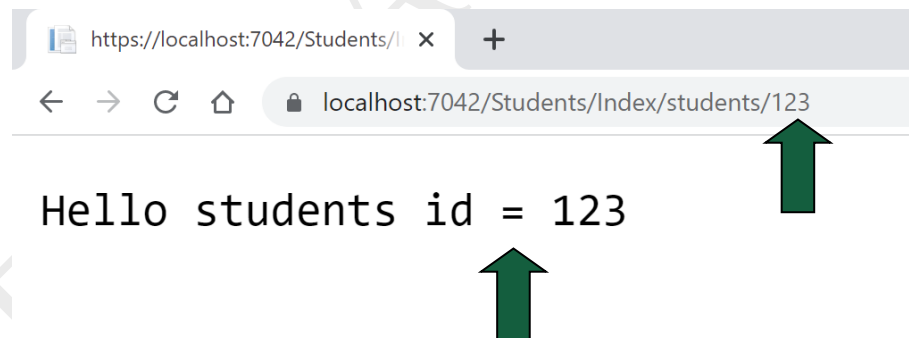 https://localhost:7042/Students/I
localhost:7042/Students/Index/students/123
Hello students id = 123